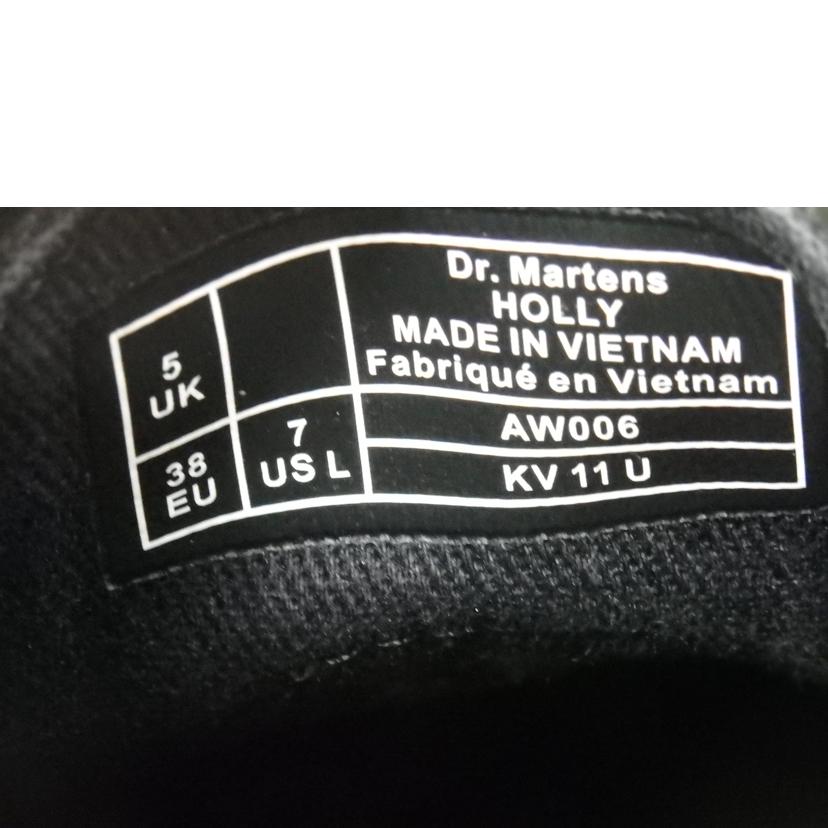 5
UK
38
EU
7
US L
Dr. Martens
HOLLY
MADE IN VIETNAM
Fabriqué en Vietnam
AW006
KV 11 U